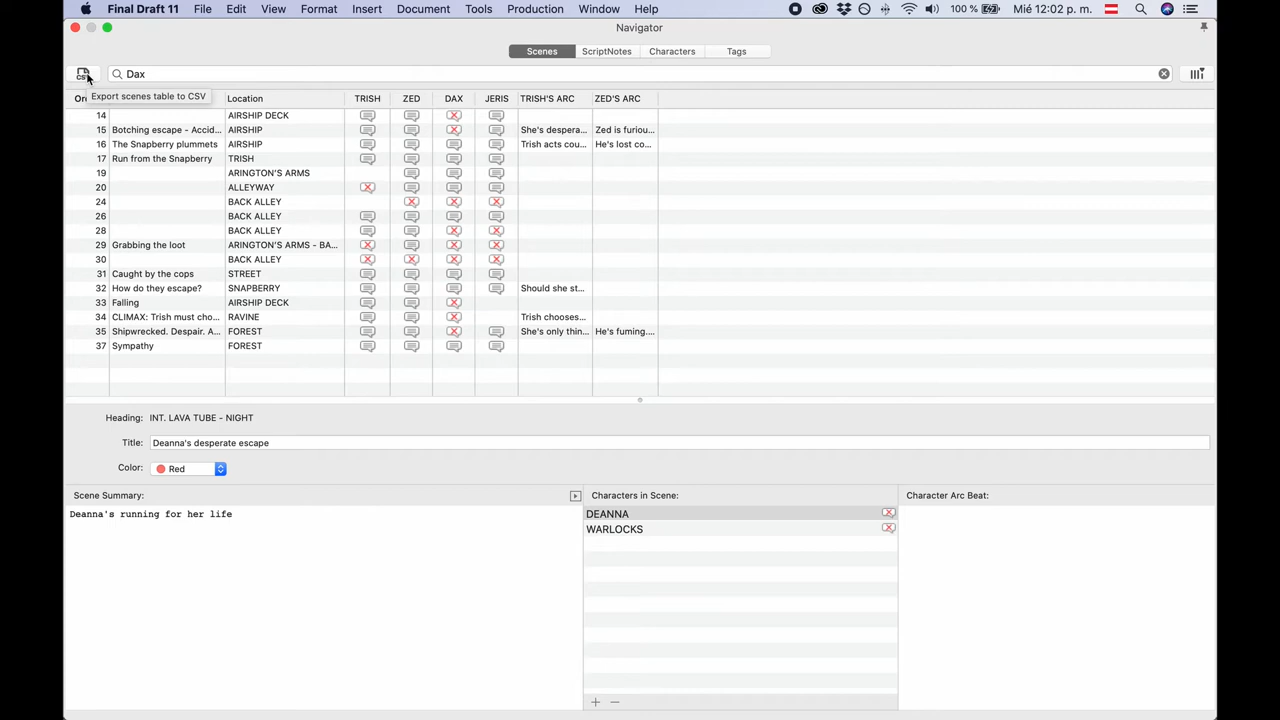 Final Draft 11 File Edit View Format Insert Document Tools Production Window Help 100 % Mié 12:02 p. m.
Navigator
Scenes ScriptNotes Characters Tags
CSV Dax
Export scenes table to CSV
Location TRISH ZED DAX JERIS TRISH'S ARC ZED'S ARC
14 AIRSHIP DECK
15 Botching escape - Accid... AIRSHIP She's despera... Zed is furiou...
16 The Snapberry plummets AIRSHIP Trish acts cou... He's lost co...
17 Run from the Snapberry TRISH
19 ARINGTON'S ARMS
20 ALLEYWAY
24 BACK ALLEY
26 BACK ALLEY
28 BACK ALLEY
29 Grabbing the loot ARINGTON'S ARMS - BA...
30 BACK ALLEY
31 Caught by the cops STREET
32 How do they escape? SNAPBERRY Should she st...
33 Falling AIRSHIP DECK
34 CLIMAX: Trish must cho... RAVINE Trish chooses...
35 Shipwrecked. Despair. A... FOREST She's only thin... He's fuming....
37 Sympathy FOREST
Heading: INT. LAVA TUBE - NIGHT
Title: Deanna's desperate escape
Color: Red
Scene Summary: Characters in Scene: Character Arc Beat:
Deanna's running for her life DEANNA
WARLOCKS